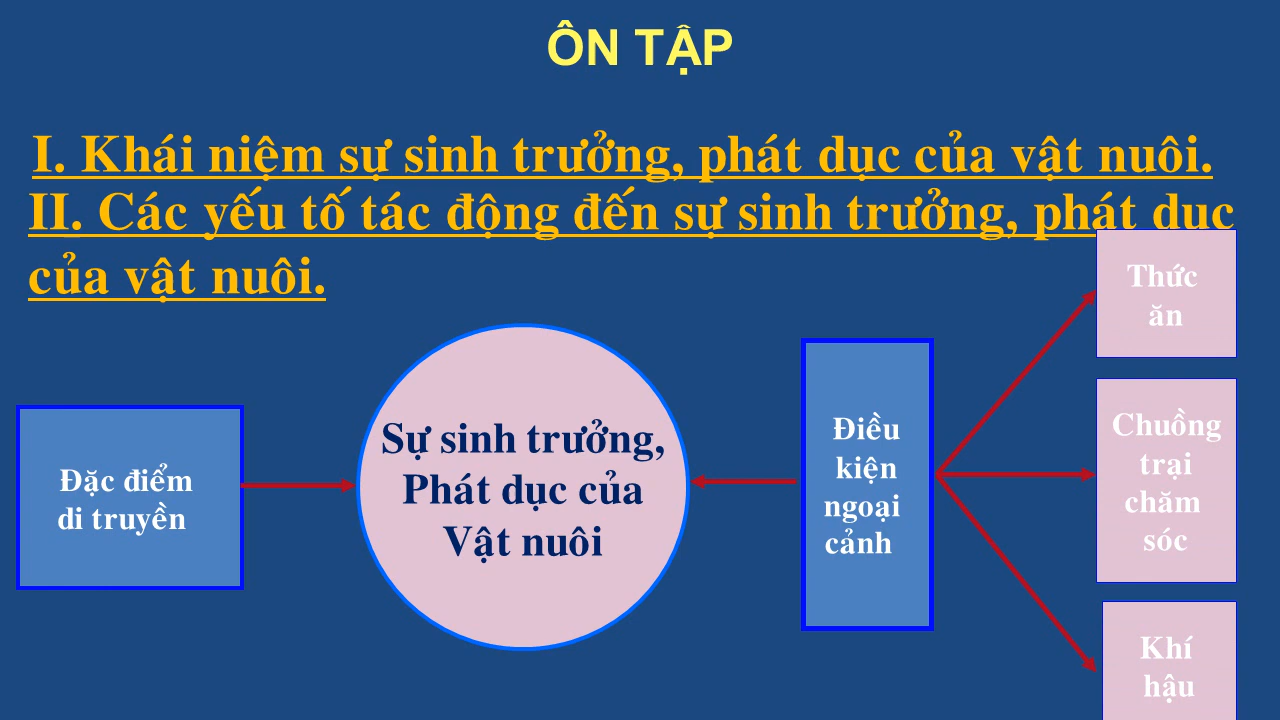 ÔN TẬP
I. Khái niệm sự sinh trưởng, phát dục của vật nuôi.
II. Các yếu tố tác động đến sự sinh trưởng, phát dục
của vật nuôi.
Đặc điểm
di truyền
Sự sinh trưởng,
Phát dục của
Vật nuôi
Điều
kiện
ngoại
cảnh
Thức
ăn
Chuồng
trại
chăm
sóc
Khí
hậu